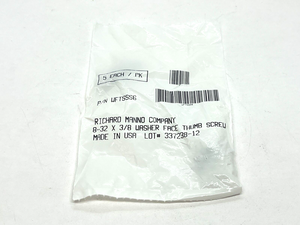 5 EACH / PK
P/N WFTSSS6
RICHARD MANNO COMPANY
8-32 X 3/8 WASHER FACE THUMB SCREW
MADE IN USA LOT# 337238-12